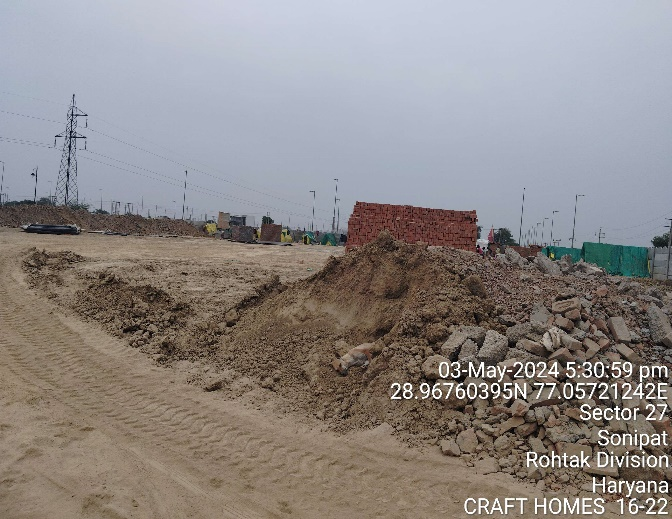 03-May-2024 5:30:59 PM
28.96760395N 77.05721242E
Sector 27
Sonipat
Rohtak Division
Haryana
CRAFT HOMES 16-22